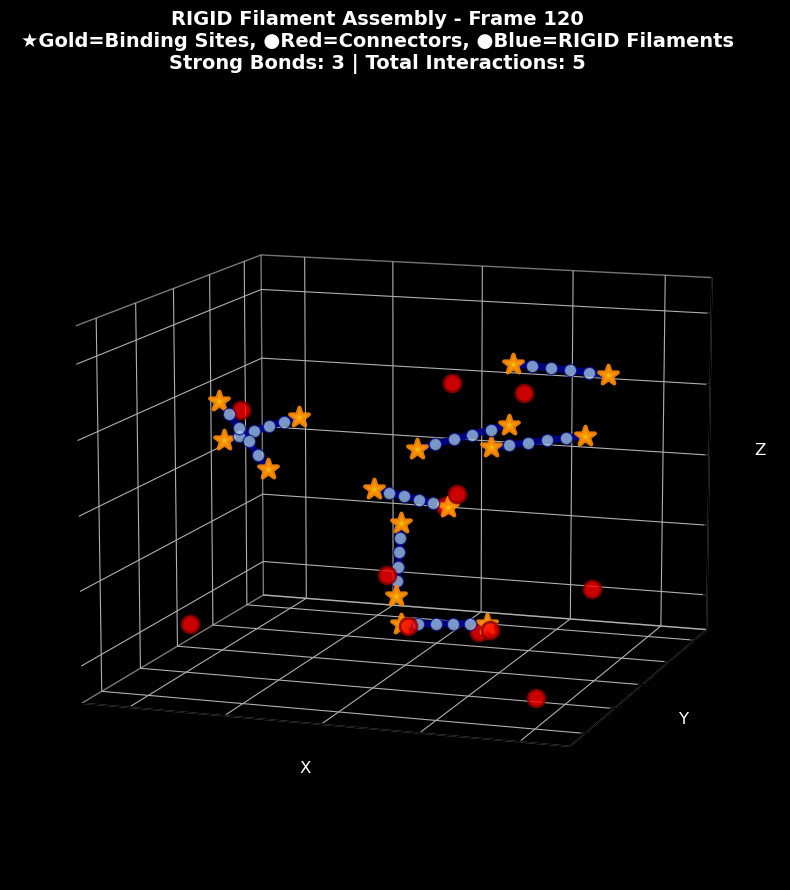 RIGID Filament Assembly - Frame 120
★Gold=Binding Sites, ●Red=Connectors, ●Blue=RIGID Filaments
Strong Bonds: 3 | Total Interactions: 5
Z
Y
X